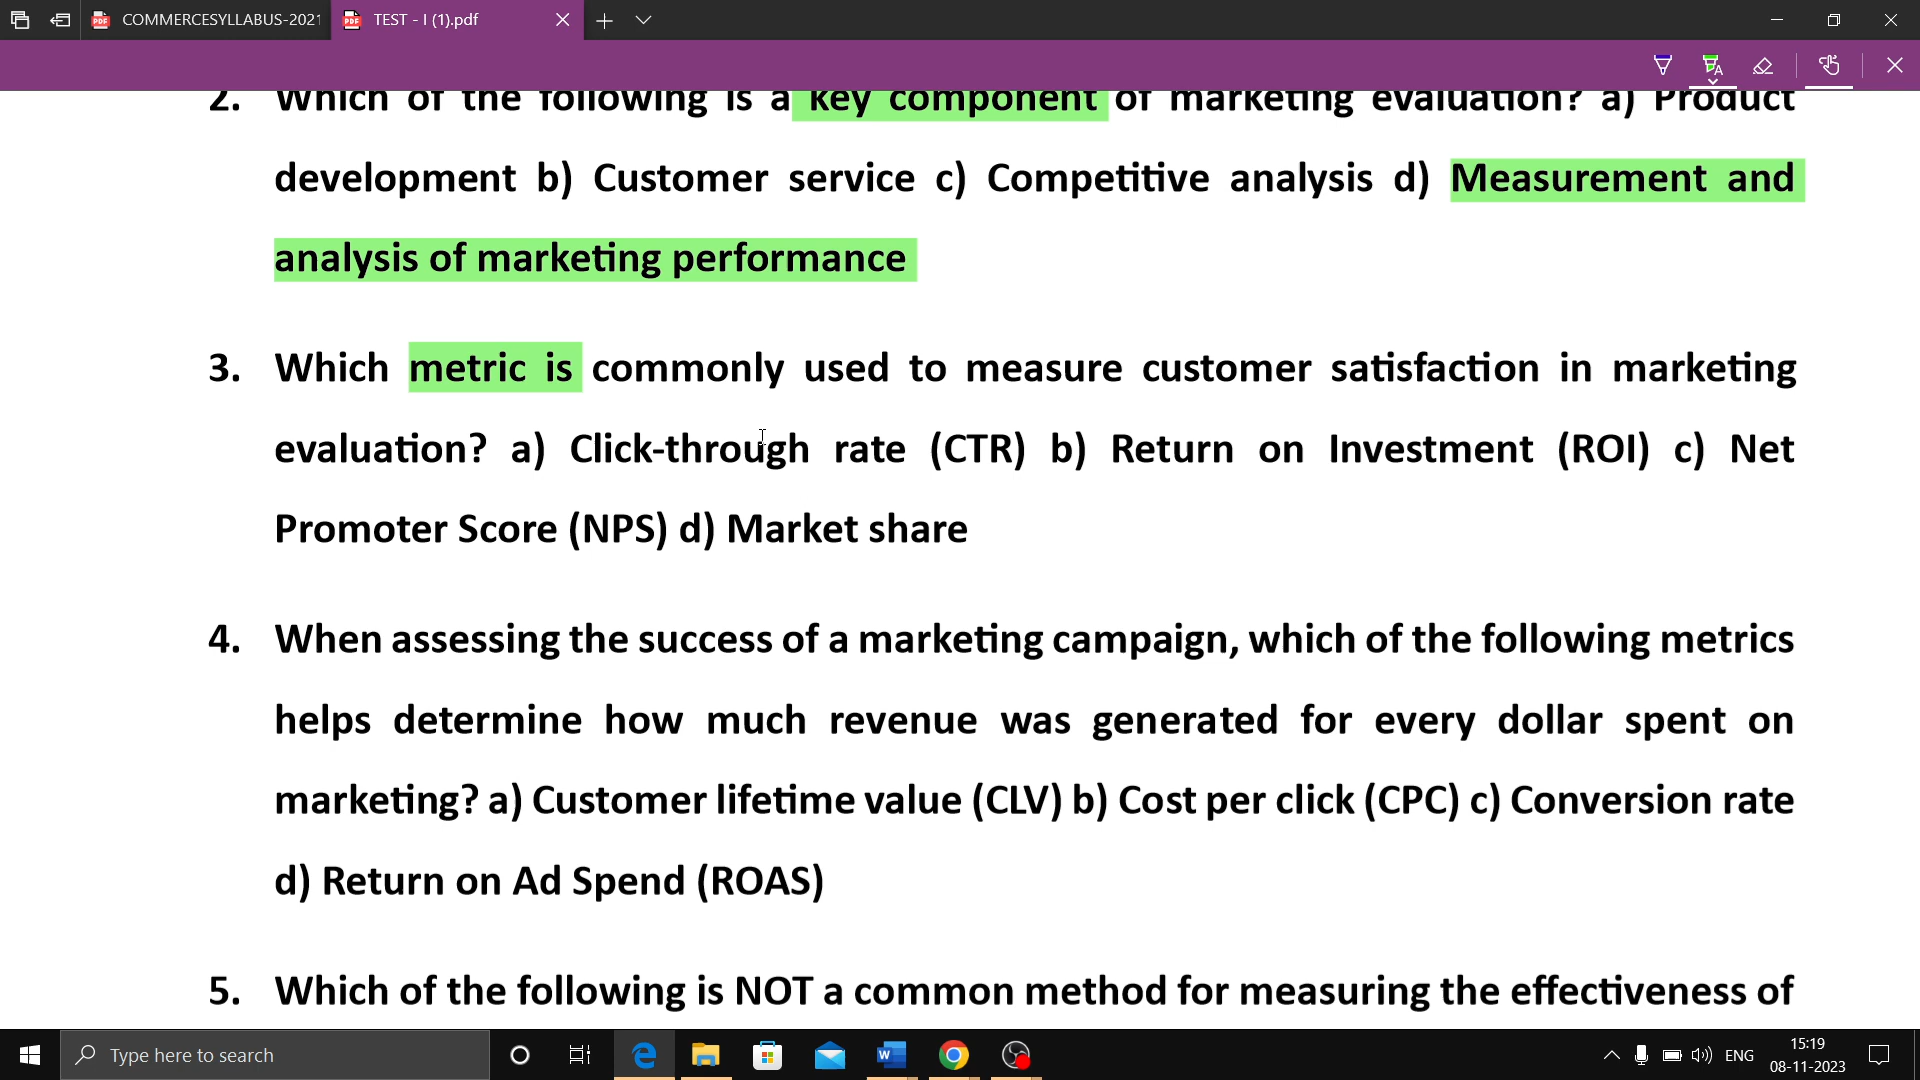 COMMERCESYLLABUS-2021
TEST - I (1).pdf
2. Which of the following is a key component of marketing evaluation? a) Product
development b) Customer service c) Competitive analysis d) Measurement and
analysis of marketing performance
3. Which metric is commonly used to measure customer satisfaction in marketing
evaluation? a) Click-through rate (CTR) b) Return on Investment (ROI) c) Net
Promoter Score (NPS) d) Market share
4. When assessing the success of a marketing campaign, which of the following metrics
helps determine how much revenue was generated for every dollar spent on
marketing? a) Customer lifetime value (CLV) b) Cost per click (CPC) c) Conversion rate
d) Return on Ad Spend (ROAS)
5. Which of the following is NOT a common method for measuring the effectiveness of
Type here to search
ENG
15:19
08-11-2023